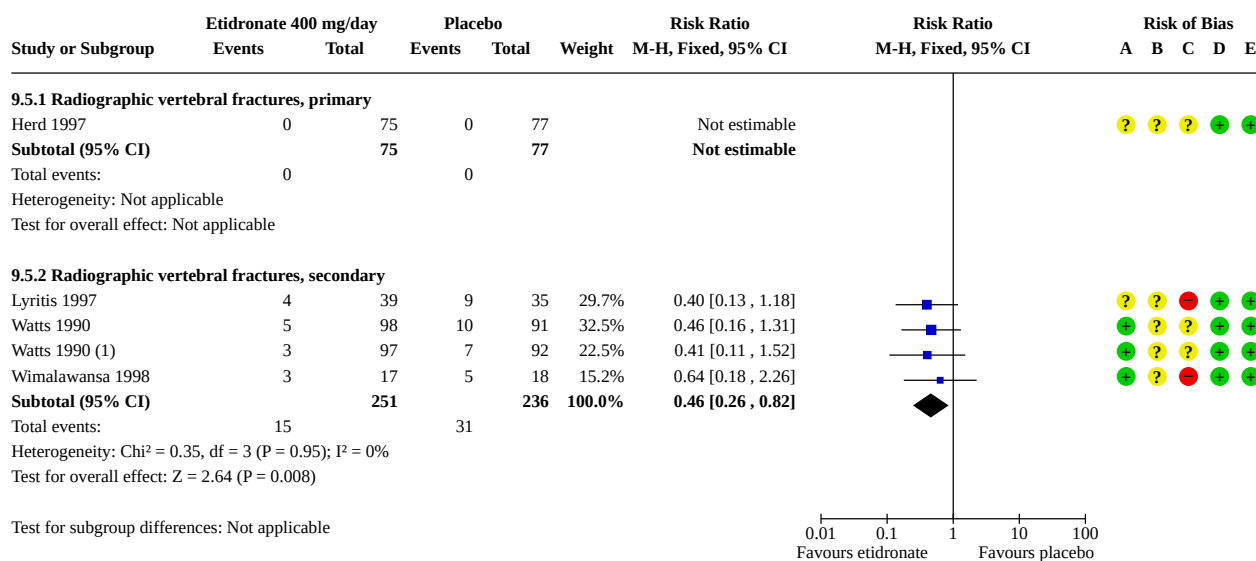 Etidronate 400 mg/day Placebo Risk Ratio Risk Ratio Risk of Bias
Study or Subgroup Events Total Events Total Weight M-H, Fixed, 95% CI M-H, Fixed, 95% CI A B C D E
9.5.1 Radiographic vertebral fractures, primary
Herd 1997 0 75 0 77 Not estimable ? ? ? + +
Subtotal (95% CI) 75 77 Not estimable
Total events: 0 0
Heterogeneity: Not applicable
Test for overall effect: Not applicable
9.5.2 Radiographic vertebral fractures, secondary
Lyritis 1997 4 39 9 35 29.7% 0.40 [0.13 , 1.18] ? ? − + +
Watts 1990 5 98 10 91 32.5% 0.46 [0.16 , 1.31] + ? ? + +
Watts 1990 (1) 3 97 7 92 22.5% 0.41 [0.11 , 1.52] + ? ? + +
Wimalawansa 1998 3 17 5 18 15.2% 0.64 [0.18 , 2.26] + ? − + +
Subtotal (95% CI) 251 236 100.0% 0.46 [0.26 , 0.82]
Total events: 15 31
Heterogeneity: Chi² = 0.35, df = 3 (P = 0.95); I² = 0%
Test for overall effect: Z = 2.64 (P = 0.008)
Test for subgroup differences: Not applicable
0.01 0.1 1 10 100
Favours etidronate Favours placebo